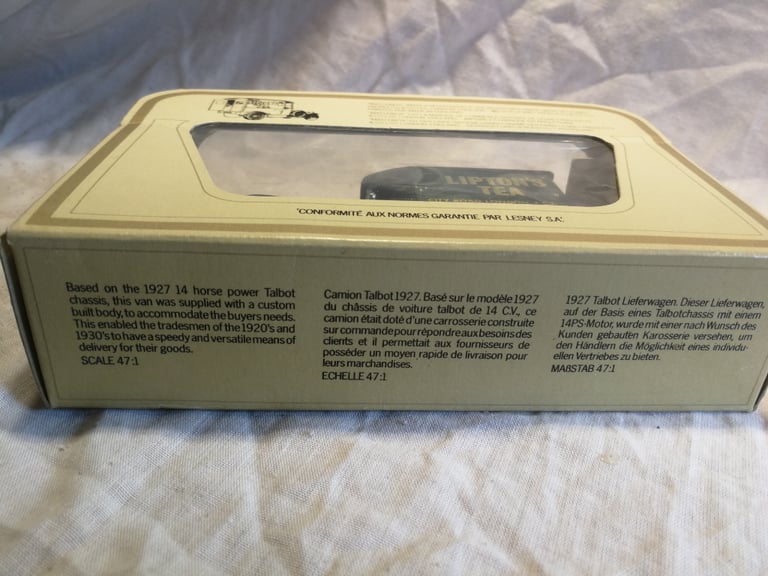 LIPTON'S
TEA
CITY ROAD LONDON
'CONFORMITÉ AUX NORMES GARANTIE PAR LESNEY S.A.'
Based on the 1927 14 horse power Talbot
chassis, this van was supplied with a custom
built body, to accommodate the buyers needs.
This enabled the tradesmen of the 1920's and
1930's to have a speedy and versatile means of
delivery for their goods.
SCALE 47:1
Camion Talbot 1927. Basé sur le modèle 1927
du châssis de voiture talbot de 14 C.V., ce
camion était doté d'une carrosserie construite
sur commande pour répondre aux besoins des
clients et il permettait aux fournisseurs de
posséder un moyen rapide de livraison pour
leurs marchandises.
ECHELLE 47:1
1927 Talbot Lieferwagen. Dieser Lieferwagen,
auf der Basis eines Talbotchassis mit einem
14PS-Motor, wurde mit einer nach Wunsch des
Kunden gebauten Karosserie versehen, um
den Händlern die Möglichkeit eines individu-
ellen Vertriebes zu bieten.
MAßSTAB 47:1